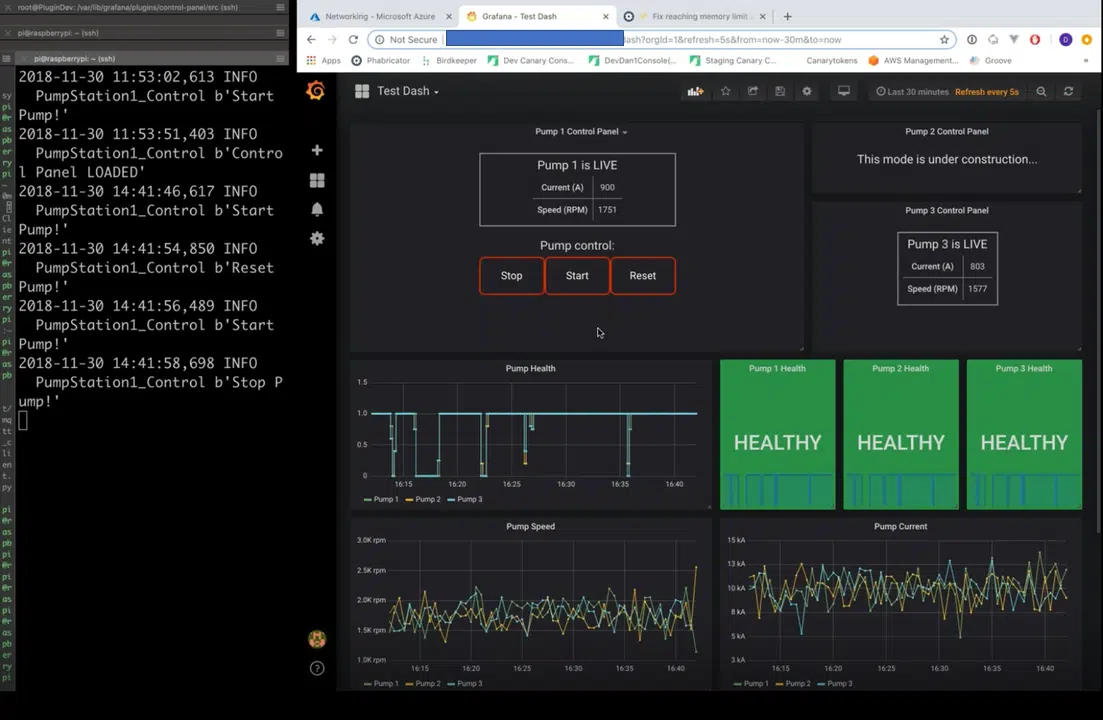 root@PluginDev: /var/lib/grafana/plugins/control-panel/src (ssh)
pi@raspberrypi: ~ (ssh)
pi@raspberrypi: ~ (ssh)
2018-11-30 11:53:02,613 INFO
PumpStation1_Control b'Start
Pump!'
2018-11-30 11:53:51,403 INFO
PumpStation1_Control b'Contro
l Panel LOADED'
2018-11-30 14:41:46,617 INFO
PumpStation1_Control b'Start
Pump!'
2018-11-30 14:41:54,850 INFO
PumpStation1_Control b'Reset
Pump!'
2018-11-30 14:41:56,489 INFO
PumpStation1_Control b'Start
Pump!'
2018-11-30 14:41:58,698 INFO
PumpStation1_Control b'Stop P
ump!'
Networking - Microsoft Azure
Grafana - Test Dash
Fix reaching memory limit
Not Secure
dash?orgId=1&refresh=5s&from=now-30m&to=now
Apps Phabricator Birdkeeper Dev Canary Cons... DevDan1Console(... Staging Canary C... Canarytokens AWS Management... Groove
Test Dash
Last 30 minutes Refresh every 5s
Pump 1 Control Panel
Pump 1 is LIVE
Current (A) 900
Speed (RPM) 1751
Pump control:
Stop Start Reset
Pump 2 Control Panel
This mode is under construction...
Pump 3 Control Panel
Pump 3 is LIVE
Current (A) 803
Speed (RPM) 1577
Pump Health
1.5
1.0
0.5
0
16:15 16:20 16:25 16:30 16:35 16:40
Pump 1 Pump 2 Pump 3
Pump 1 Health
HEALTHY
Pump 2 Health
HEALTHY
Pump 3 Health
HEALTHY
Pump Speed
3.0K rpm
2.5K rpm
2.0K rpm
1.5K rpm
1.0K rpm
16:15 16:20 16:25 16:30 16:35 16:40
Pump 1 Pump 2 Pump 3
Pump Current
15 kA
13 kA
10 kA
8 kA
5 kA
3 kA
16:15 16:20 16:25 16:30 16:35 16:40
Pump 1 Pump 2 Pump 3